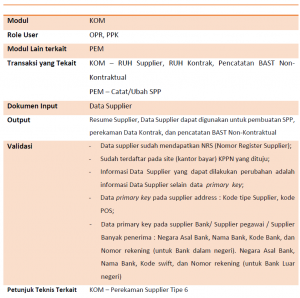 Modul KOM
Role User OPR, PPK
Modul Lain terkait PEM
Transaksi yang Tekait KOM – RUH Supplier, RUH Kontrak, Pencatatan BAST Non-
Kontraktual
PEM – Catat/Ubah SPP
Dokumen Input Data Supplier
Output Resume Supplier, Data Supplier dapat digunakan untuk pembuatan SPP,
perekaman Data Kontrak, dan pencatatan BAST Non-Kontraktual
Validasi - Data supplier sudah mendapatkan NRS (Nomor Register Supplier);
- Sudah terdaftar pada site (kantor bayar) KPPN yang dituju;
- Informasi Data Supplier yang dapat dilakukan perubahan adalah
informasi Data Supplier selain data primary key;
- Data primary key pada supplier address : Kode tipe Supplier, kode
POS;
- Data primary key pada supplier Bank/ Supplier pegawai / Supplier
Banyak penerima : Negara Asal Bank, Nama Bank, Kode Bank, dan
Nomor rekening (untuk Bank dalam negeri). Negara Asal Bank,
Nama Bank, Kode swift, dan Nomor rekening (untuk Bank Luar
negeri)
Petunjuk Teknis Terkait KOM – Perekaman Supplier Tipe 6